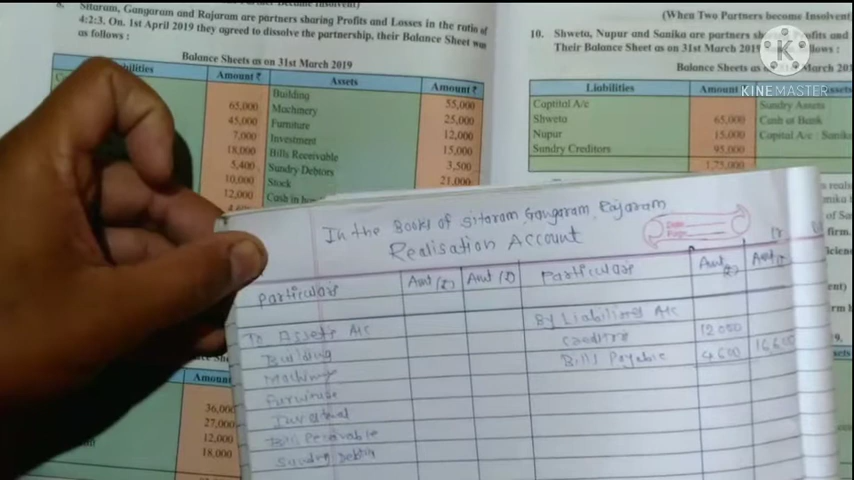 8. Sitaram, Gangaram and Rajaram are partners sharing Profits and Losses in the ratio of
4:2:3. On 1st April 2019 they agreed to dissolve the partnership, their Balance Sheet was
as follows :
Balance Sheets as on 31st March 2019
Amount ₹ Assets Amount ₹
Building 55,000
65,000 Machinery 25,000
45,000 Furniture 12,000
7,000 Investment 15,000
18,000 Bills Receivable 3,500
5,400 Sundry Debtors 21,000
10,000 Stock
12,000 Cash in
4,600
(When Two Partners become Insolvent)
10. Shweta, Nupur and Sanika are partners
Their Balance Sheet as on 31st March 2019
Balance Sheet as March
Liabilities Amount
Capital A/c Sundry Assets
Shweta 65,000 Cash at Bank
Nupur 15,000 Capital A/c : Sanika
Sundry Creditors 95,000
1,75,000
KINEMASTER
In the Books of Sitaram, Gangaram, Rajaram
Realisation Account
Particulars Amt (₹) Amt (₹) Particulars Amt (₹) Amt
To Assets A/c By Liabilities A/c
Building Creditors 12000
Machinery Bills Payable 4600 16600
Furniture
Investment
Bills Receivable
Sundry Debtors
Amount
36,000
27,000
12,000
18,000